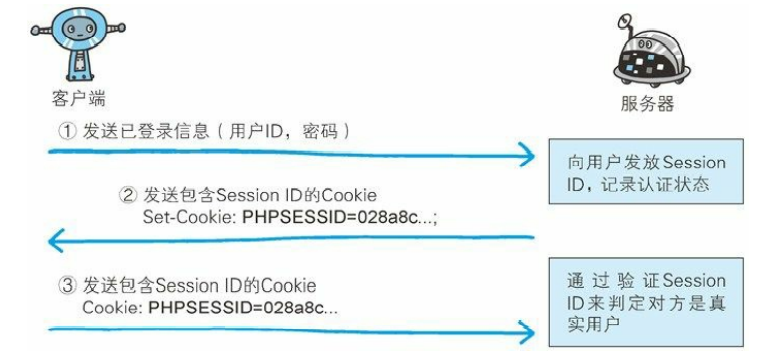 客户端
服务器
① 发送已登录信息（用户ID，密码）
向用户发放Session
ID，记录认证状态
② 发送包含Session ID的Cookie
Set-Cookie: PHPSESSID=028a8c...;
③ 发送包含Session ID的Cookie
Cookie: PHPSESSID=028a8c...
通过验证Session
ID来判定对方是真
实用户